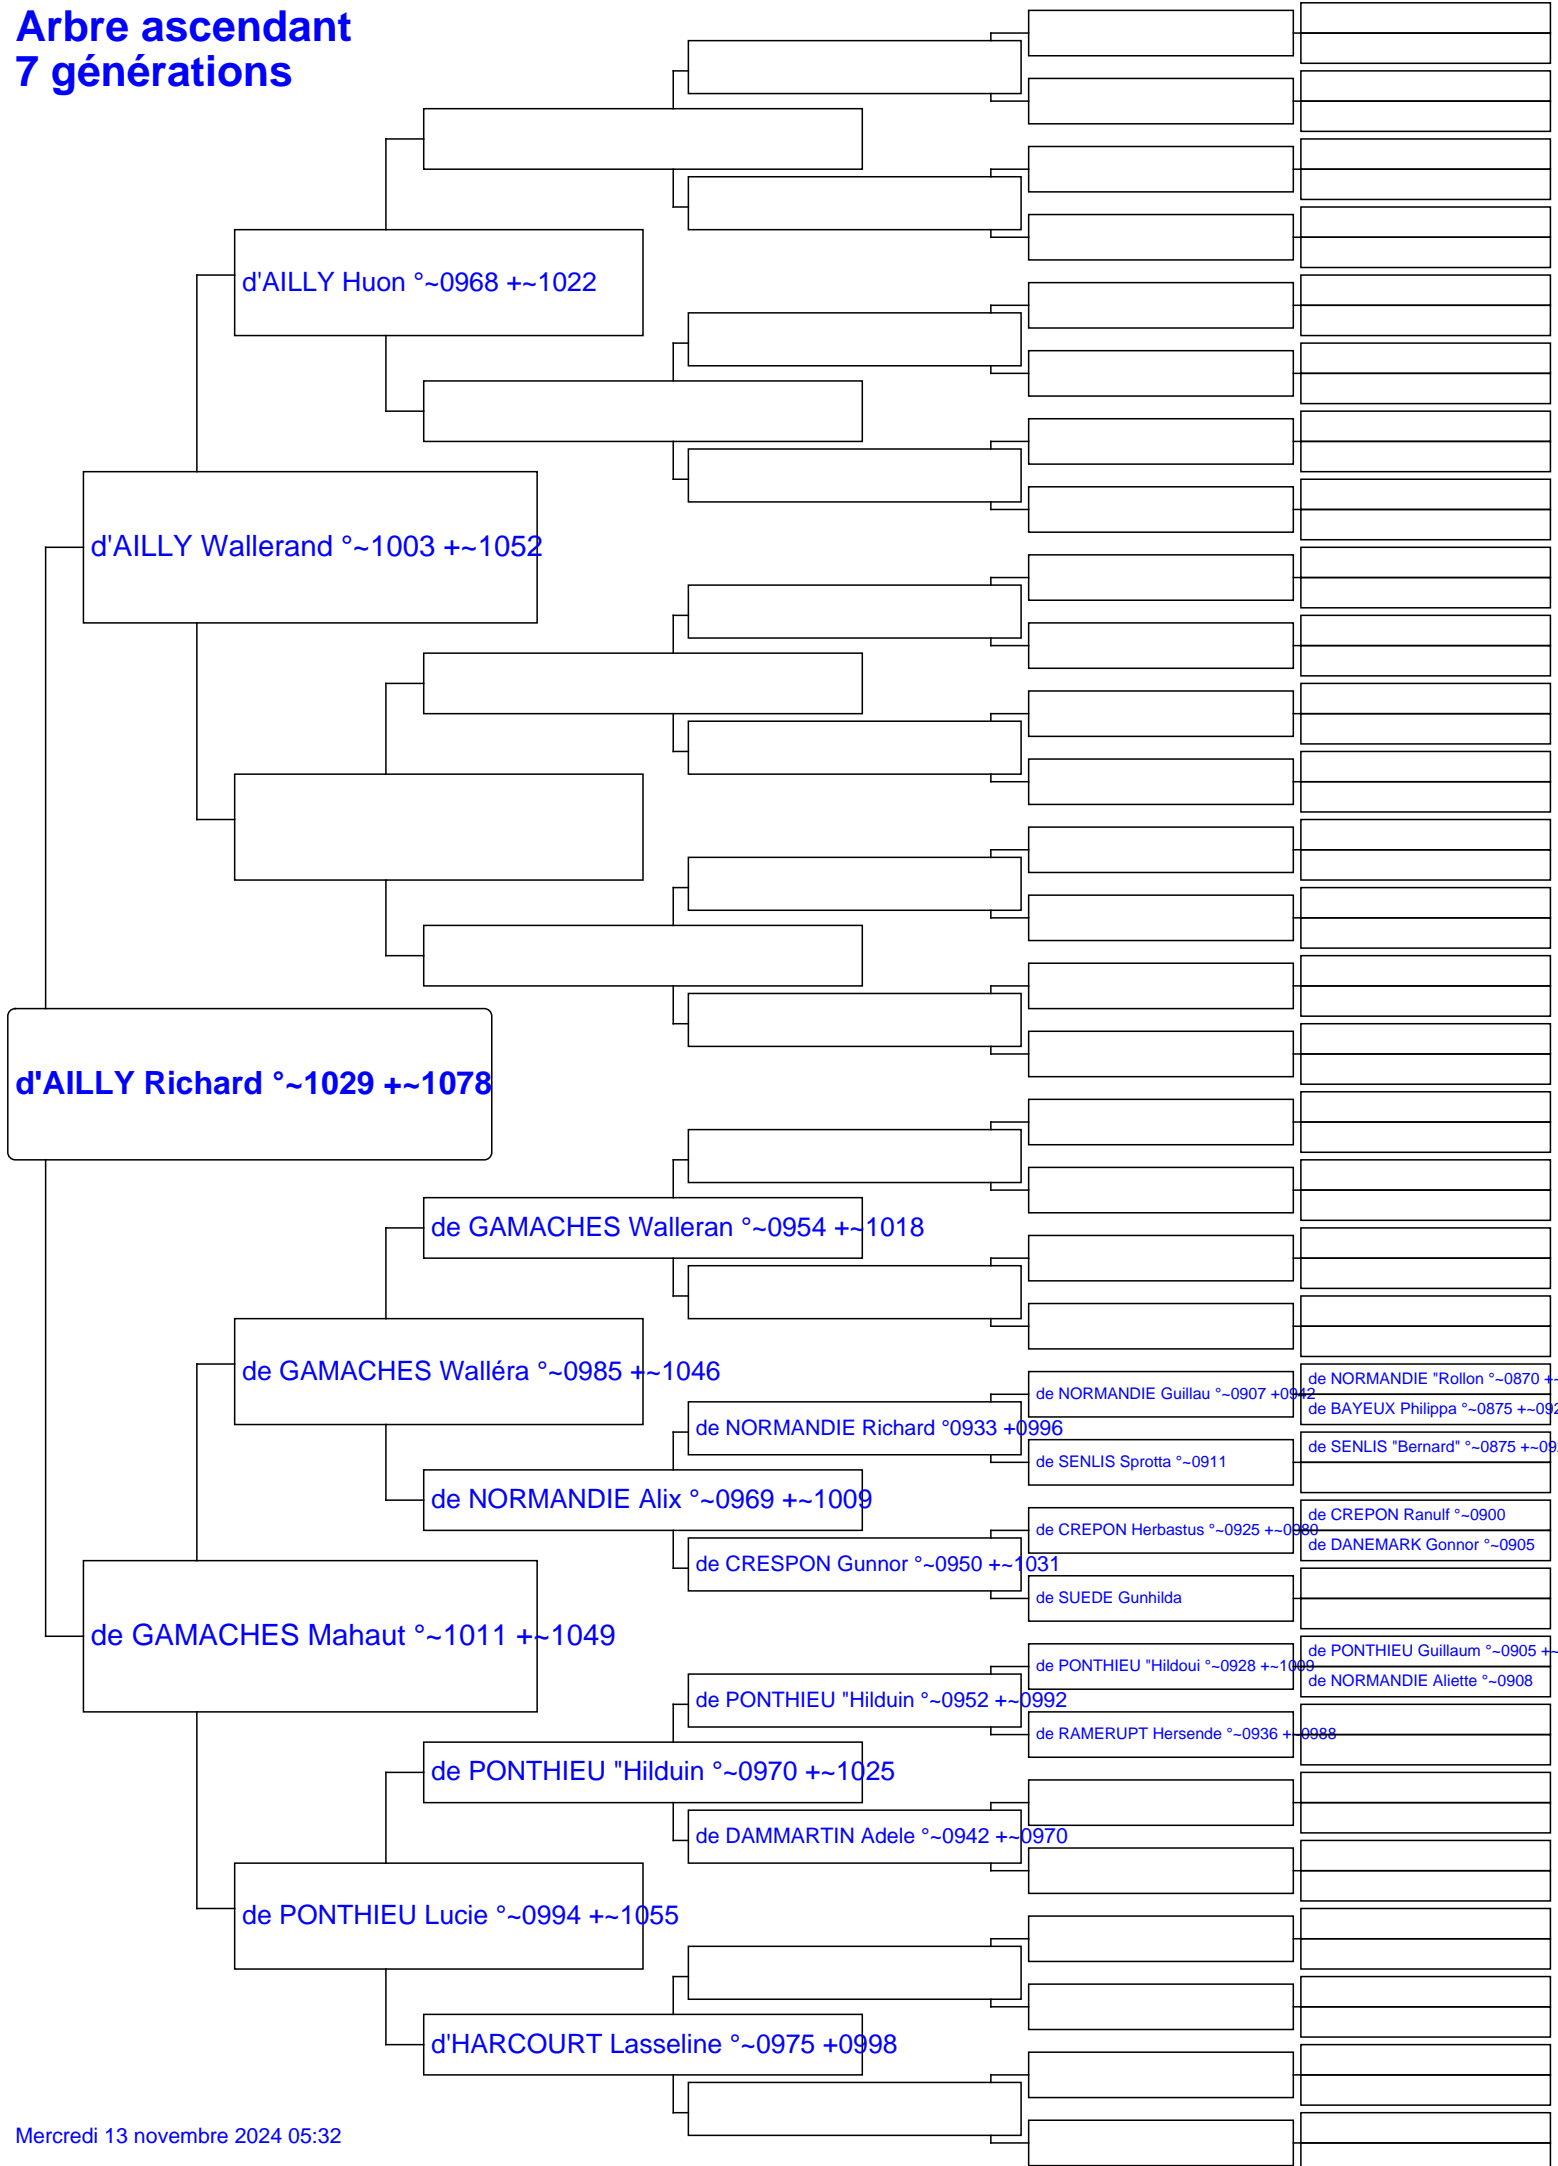 Arbre ascendant
7 générations
d'AILLY Huon °~0968 +~1022
d'AILLY Wallerand °~1003 +~1052
d'AILLY Richard °~1029 +~1078
de GAMACHES Walleran °~0954 +~1018
de GAMACHES Walléra °~0985 +~1046
de NORMANDIE "Rollon °~0870 +~
de NORMANDIE Guillau °~0907 +0942
de BAYEUX Philippa °~0875 +~092
de NORMANDIE Richard °0933 +0996
de SENLIS "Bernard" °~0875 +~09
de SENLIS Sprotta °~0911
de NORMANDIE Alix °~0969 +~1009
de CREPON Ranulf °~0900
de CREPON Herbastus °~0925 +~0980
de DANEMARK Gonnor °~0905
de CRESPON Gunnor °~0950 +~1031
de SUEDE Gunhilda
de GAMACHES Mahaut °~1011 +~1049
de PONTHIEU Guillaum °~0905 +~
de PONTHIEU "Hildoui °~0928 +~1009
de NORMANDIE Aliette °~0908
de PONTHIEU "Hilduin °~0952 +~0992
de RAMERUPT Hersende °~0936 +~0988
de PONTHIEU "Hilduin °~0970 +~1025
de DAMMARTIN Adele °~0942 +~0970
de PONTHIEU Lucie °~0994 +~1055
d'HARCOURT Lasseline °~0975 +0998
Mercredi 13 novembre 2024 05:32